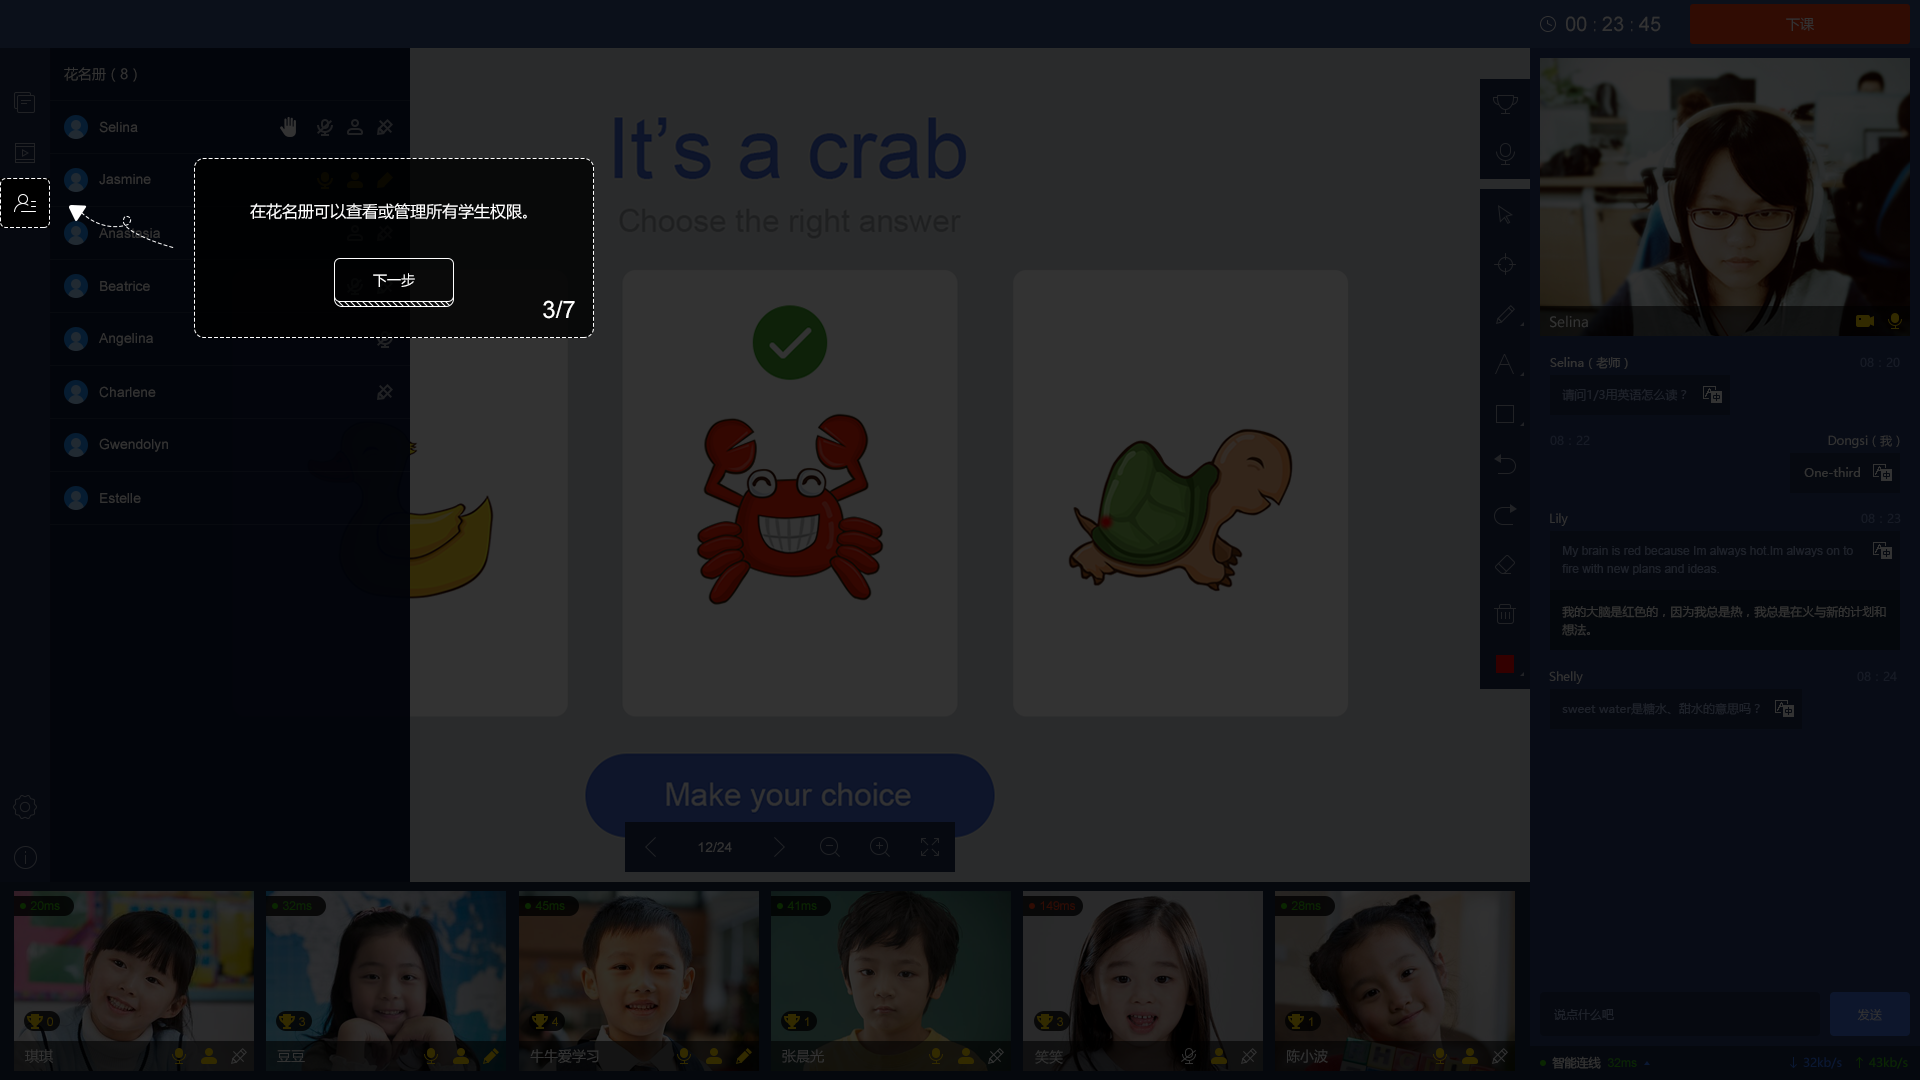 00 : 23 : 45
下课
花名册 ( 8 )
Selina
Jasmine
Anastasia
Beatrice
Angelina
Charlene
Gwendolyn
Estelle
在花名册可以查看或管理所有学生权限。
下一步
3/7
It’s a crab
Choose the right answer
Make your choice
12/24
Selina
Selina ( 老师 )
08 : 20
请问1/3用英语怎么读？
08 : 22
Dongsi ( 我 )
One-third
Lily
08 : 23
My brain is red because Im always hot.Im always on to
fire with new plans and ideas.
我的大脑是红色的，因为我总是热，我总是在火与新的计划和
想法。
Shelly
08 : 24
sweet water是糖水、甜水的意思吗？
20ms
0
琪琪
32ms
3
豆豆
45ms
4
牛牛爱学习
41ms
1
张晨光
149ms
3
笑笑
28ms
1
陈小波
说点什么吧
发送
智能连线 32ms
↓ 32kb/s ↑ 43kb/s